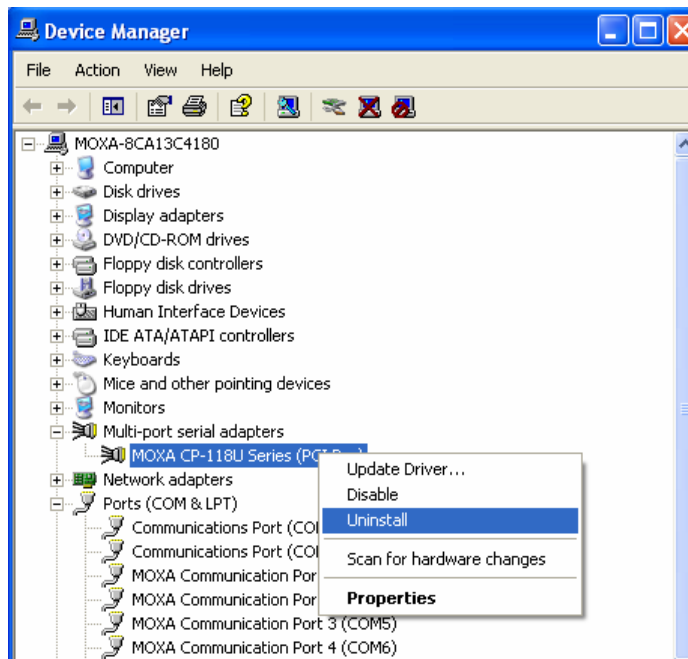 Device Manager
File Action View Help
MOXA-8CA13C4180
Computer
Disk drives
Display adapters
DVD/CD-ROM drives
Floppy disk controllers
Floppy disk drives
Human Interface Devices
IDE ATA/ATAPI controllers
Keyboards
Mice and other pointing devices
Monitors
Multi-port serial adapters
MOXA CP-118U Series
Network adapters
Ports (COM & LPT)
Communications Port
Communications Port
MOXA Communication
MOXA Communication
MOXA Communication Port 3 (COM5)
MOXA Communication Port 4 (COM6)
Update Driver...
Disable
Uninstall
Scan for hardware changes
Properties